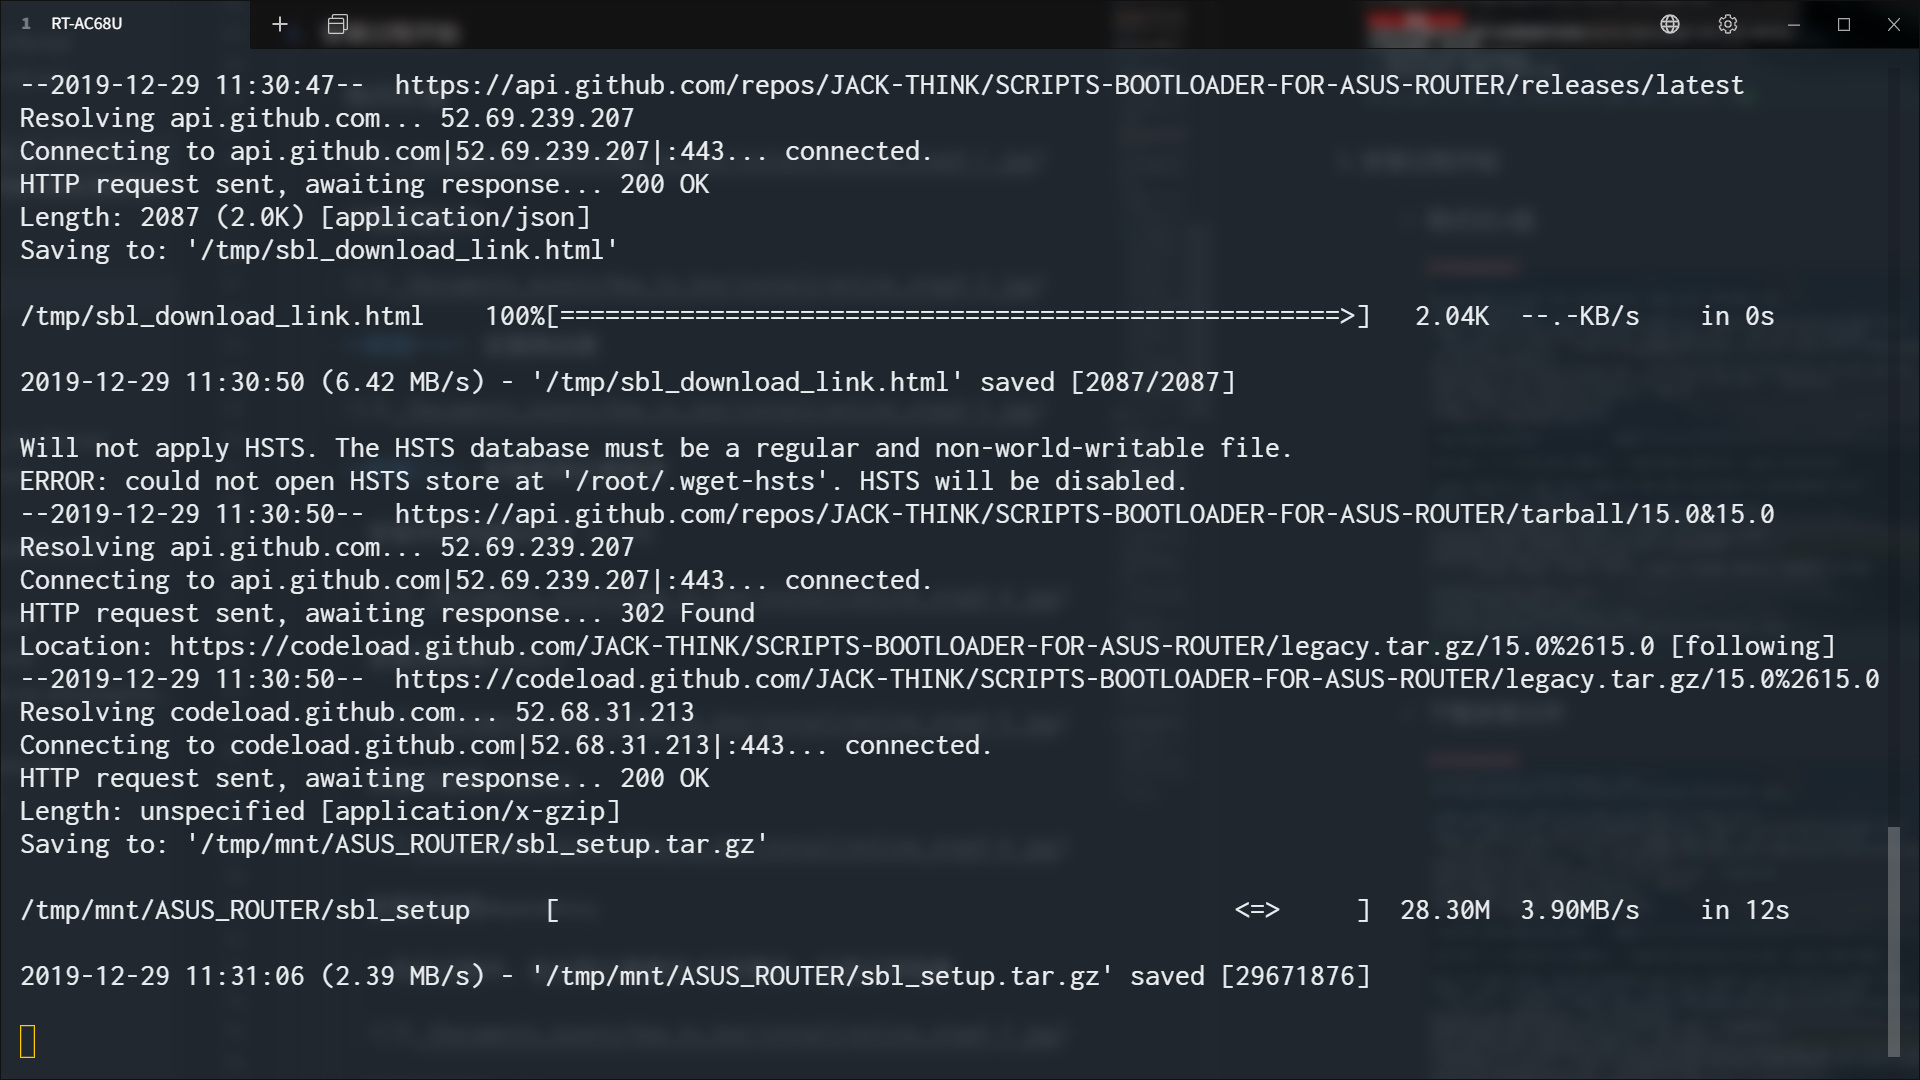 1 RT-AC68U
--2019-12-29 11:30:47--  https://api.github.com/repos/JACK-THINK/SCRIPTS-BOOTLOADER-FOR-ASUS-ROUTER/releases/latest
Resolving api.github.com... 52.69.239.207
Connecting to api.github.com|52.69.239.207|:443... connected.
HTTP request sent, awaiting response... 200 OK
Length: 2087 (2.0K) [application/json]
Saving to: '/tmp/sbl_download_link.html'
/tmp/sbl_download_link.html    100%[====================================================>]   2.04K  --.-KB/s    in 0s
2019-12-29 11:30:50 (6.42 MB/s) - '/tmp/sbl_download_link.html' saved [2087/2087]
Will not apply HSTS. The HSTS database must be a regular and non-world-writable file.
ERROR: could not open HSTS store at '/root/.wget-hsts'. HSTS will be disabled.
--2019-12-29 11:30:50--  https://api.github.com/repos/JACK-THINK/SCRIPTS-BOOTLOADER-FOR-ASUS-ROUTER/tarball/15.0&15.0
Resolving api.github.com... 52.69.239.207
Connecting to api.github.com|52.69.239.207|:443... connected.
HTTP request sent, awaiting response... 302 Found
Location: https://codeload.github.com/JACK-THINK/SCRIPTS-BOOTLOADER-FOR-ASUS-ROUTER/legacy.tar.gz/15.0%2615.0 [following]
--2019-12-29 11:30:50--  https://codeload.github.com/JACK-THINK/SCRIPTS-BOOTLOADER-FOR-ASUS-ROUTER/legacy.tar.gz/15.0%2615.0
Resolving codeload.github.com... 52.68.31.213
Connecting to codeload.github.com|52.68.31.213|:443... connected.
HTTP request sent, awaiting response... 200 OK
Length: unspecified [application/x-gzip]
Saving to: '/tmp/mnt/ASUS_ROUTER/sbl_setup.tar.gz'
/tmp/mnt/ASUS_ROUTER/sbl_setup     [                                             <=>     ]  28.30M  3.90MB/s    in 12s
2019-12-29 11:31:06 (2.39 MB/s) - '/tmp/mnt/ASUS_ROUTER/sbl_setup.tar.gz' saved [29671876]